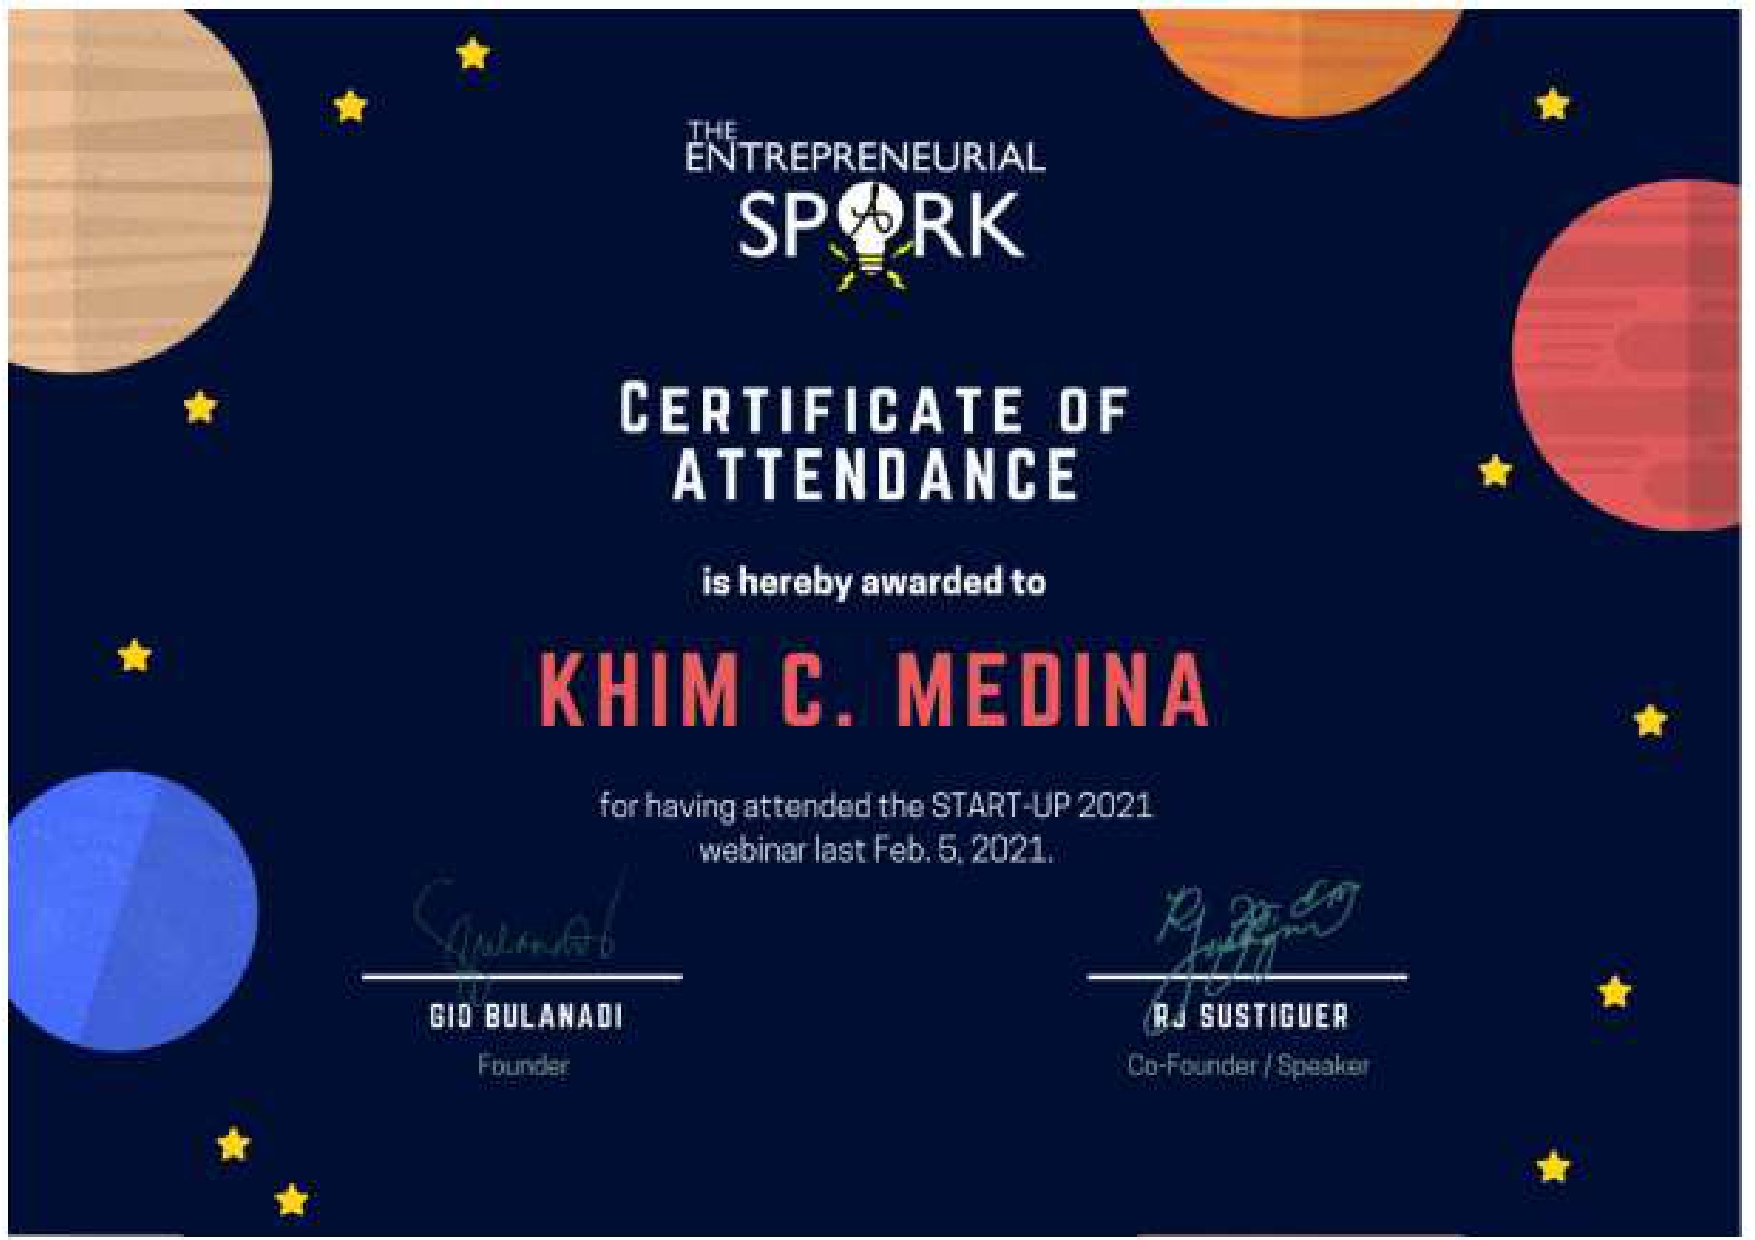 THE
ENTREPRENEURIAL
SPARK
CERTIFICATE OF
ATTENDANCE
is hereby awarded to
KHIM C. MEDINA
for having attended the START-UP 2021
webinar last Feb. 5, 2021.
GIO BULANADI
RJ SUSTIGUER
Founder
Co-Founder / Speaker